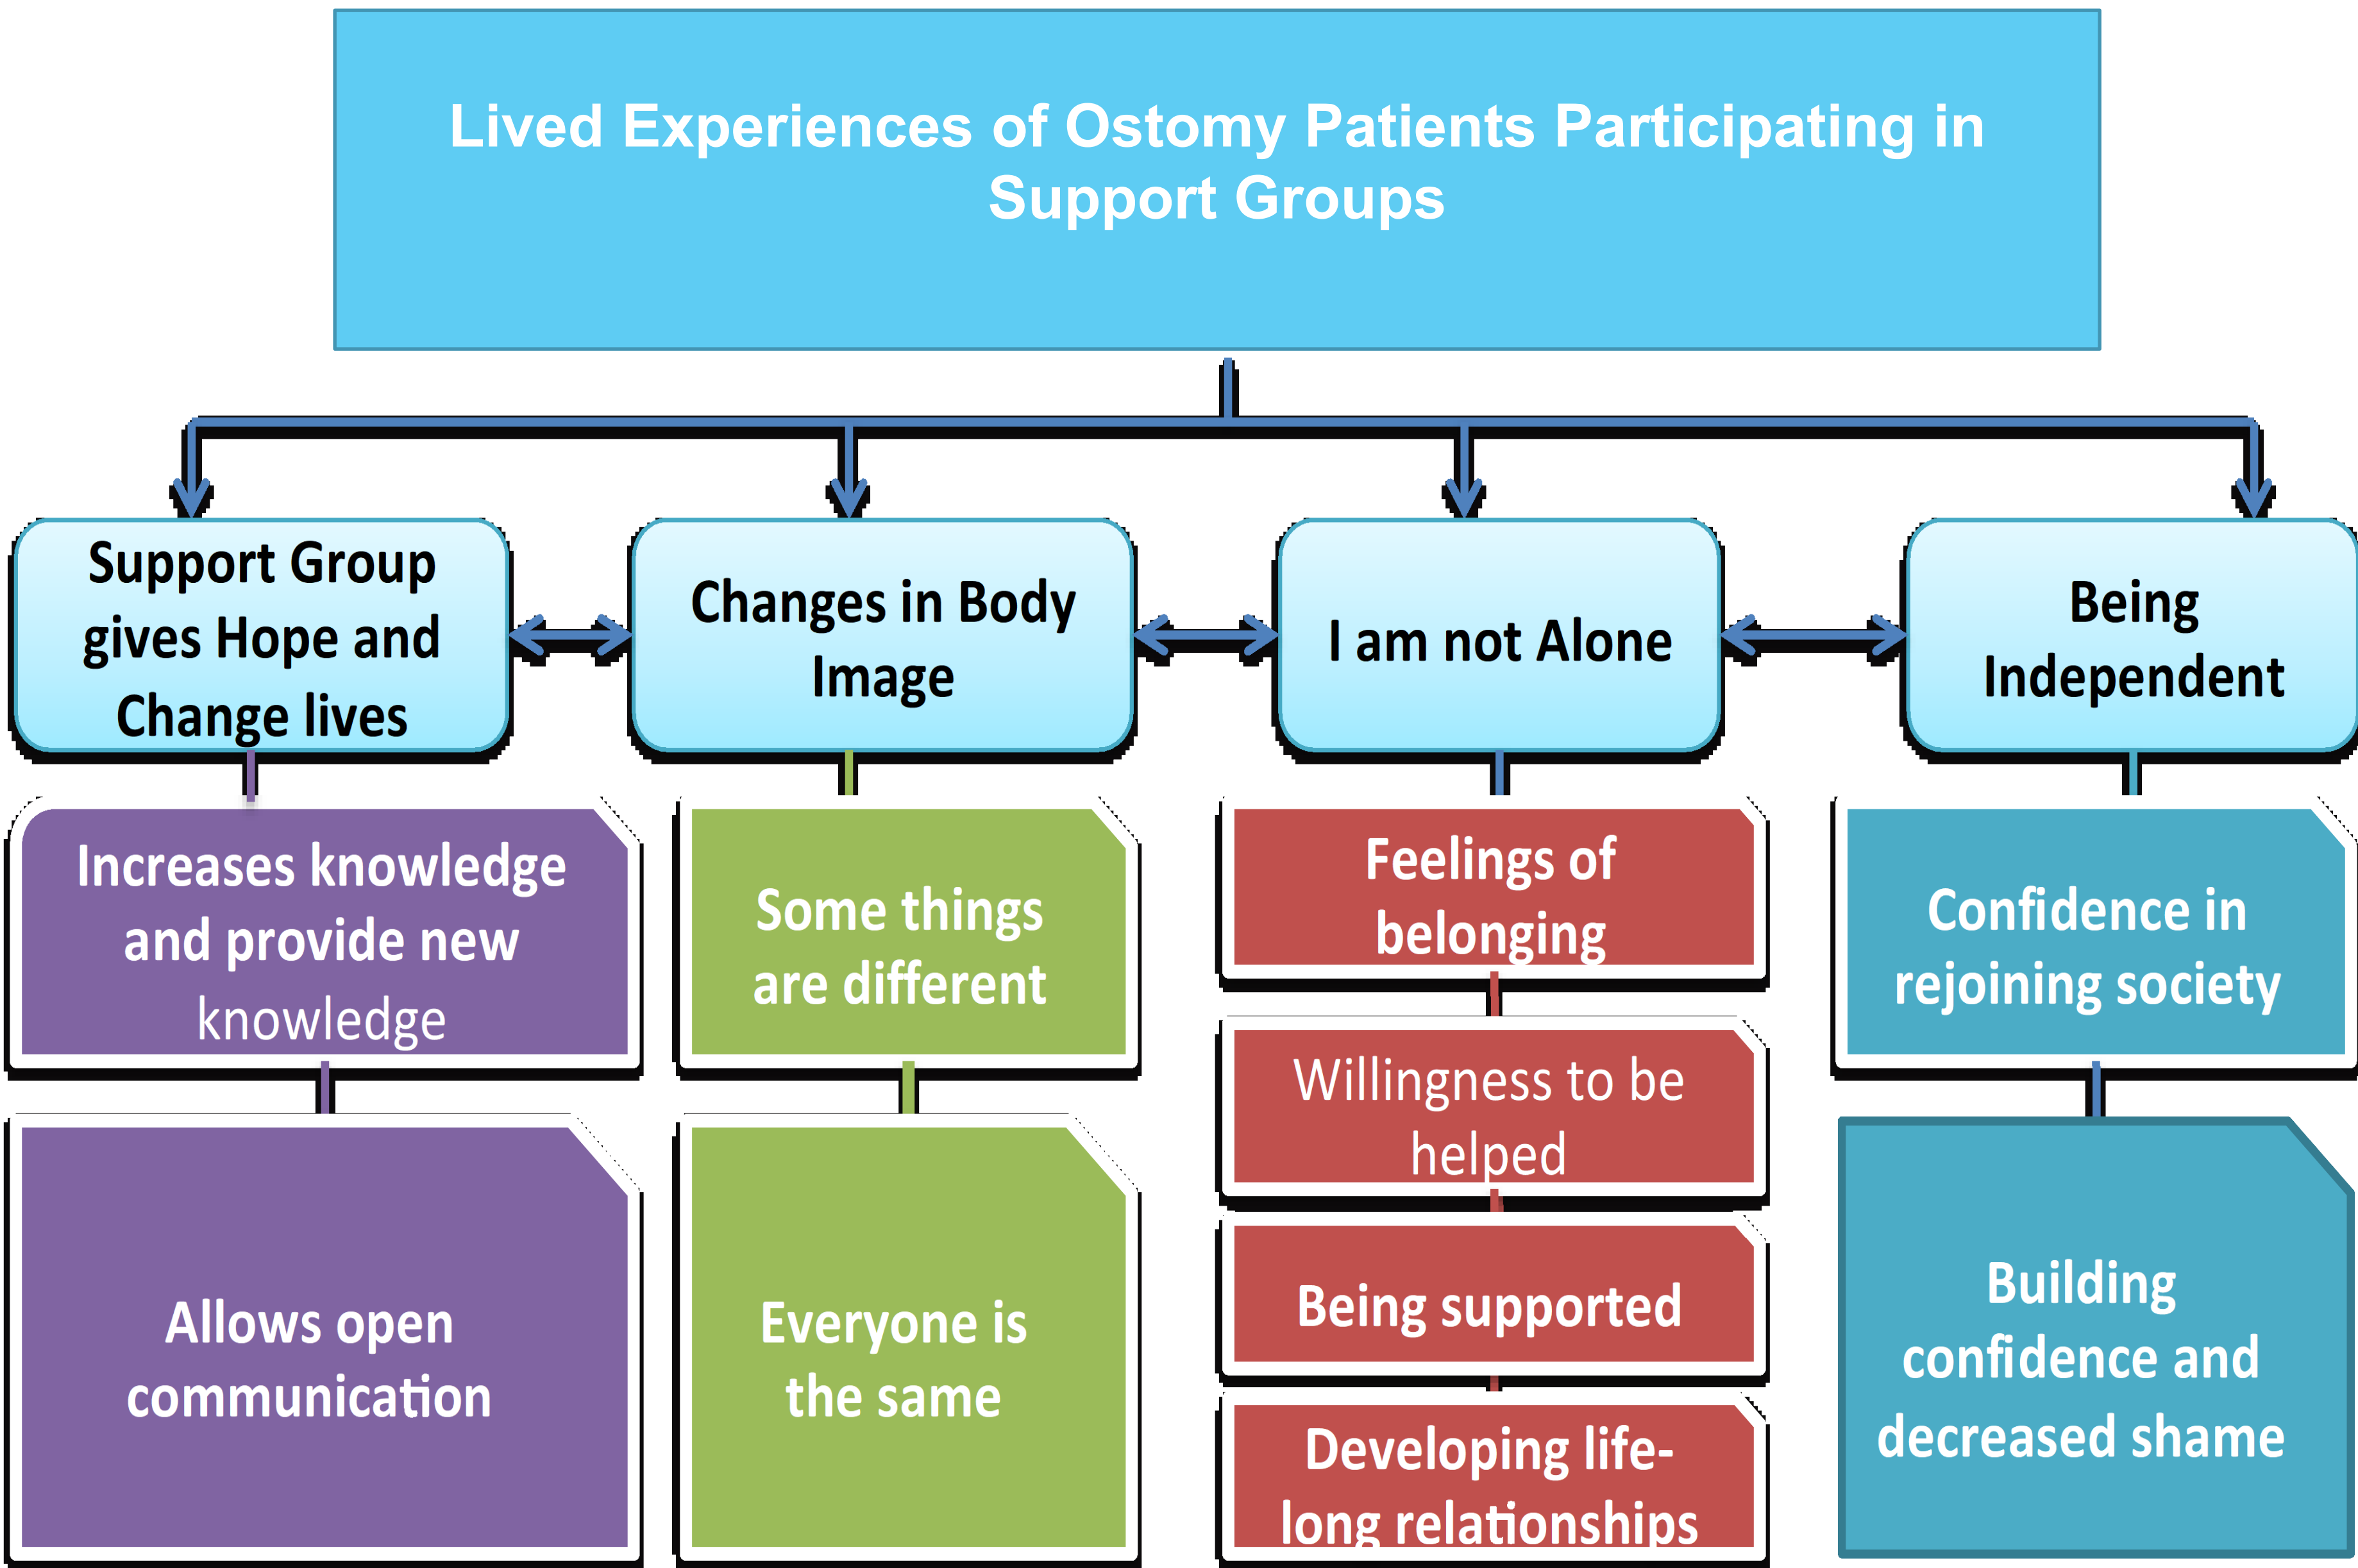 Lived Experiences of Ostomy Patients Participating in
Support Groups
Support Group
gives Hope and
Change lives
Changes in Body
Image
I am not Alone
Being
Independent
Increases knowledge
and provide new
knowledge
Allows open
communication
Some things
are different
Everyone is
the same
Feelings of
belonging
Willingness to be
helped
Being supported
Developing life-
long relationships
Confidence in
rejoining society
Building
confidence and
decreased shame